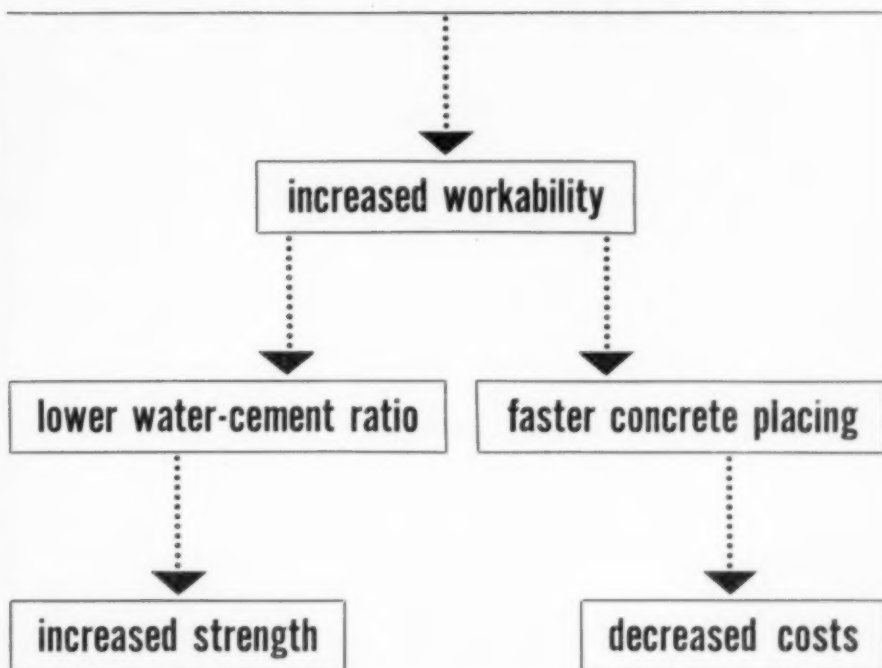 increased workability
lower water-cement ratio
faster concrete placing
increased strength
decreased costs